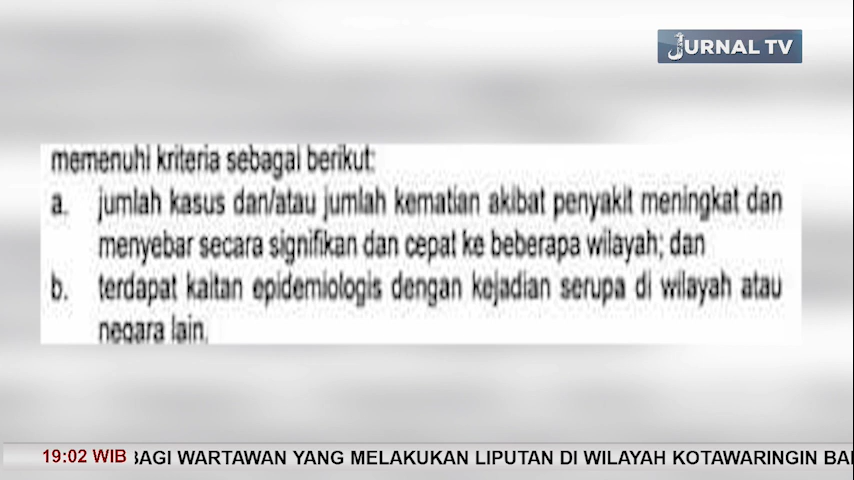 JURNAL TV
memenuhi kriteria sebagai berikut:
a. jumlah kasus dan/atau jumlah kematian akibat penyakit meningkat dan
menyebar secara signifikan dan cepat ke beberapa wilayah; dan
b. terdapat kaitan epidemiologis dengan kejadian serupa di wilayah atau
negara lain.
19:02 WIB BAGI WARTAWAN YANG MELAKUKAN LIPUTAN DI WILAYAH KOTAWARINGIN